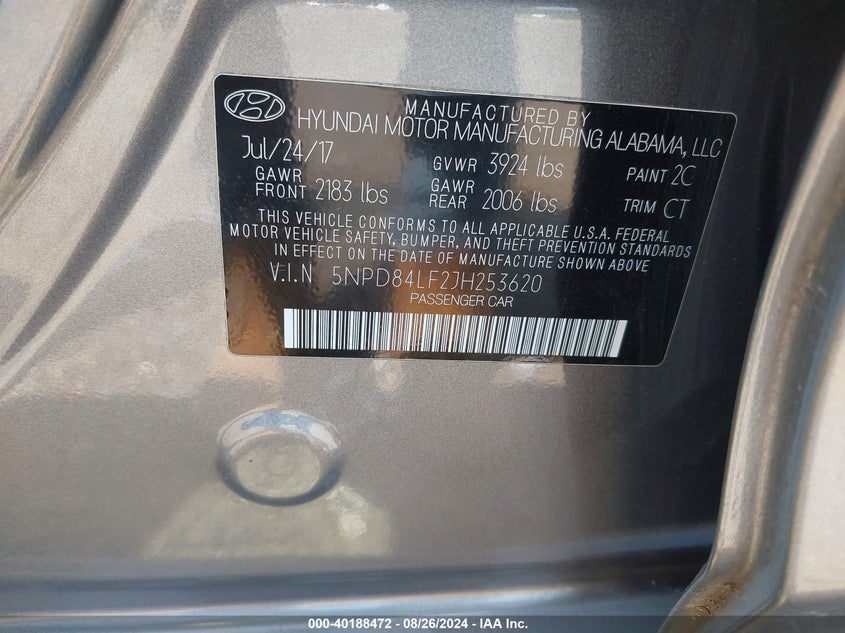 MANUFACTURED BY
HYUNDAI MOTOR MANUFACTURING ALABAMA, LLC
Jul/24/17 GVWR 3924 lbs PAINT 2C
GAWR FRONT 2183 lbs GAWR REAR 2006 lbs TRIM CT
THIS VEHICLE CONFORMS TO ALL APPLICABLE U.S.A. FEDERAL
MOTOR VEHICLE SAFETY, BUMPER, AND THEFT PREVENTION STANDARDS
IN EFFECT ON THE DATE OF MANUFACTURE SHOWN ABOVE
V.I.N 5NPD84LF2JH253620
PASSENGER CAR
000-40188472 - 08/26/2024 - IAA Inc.